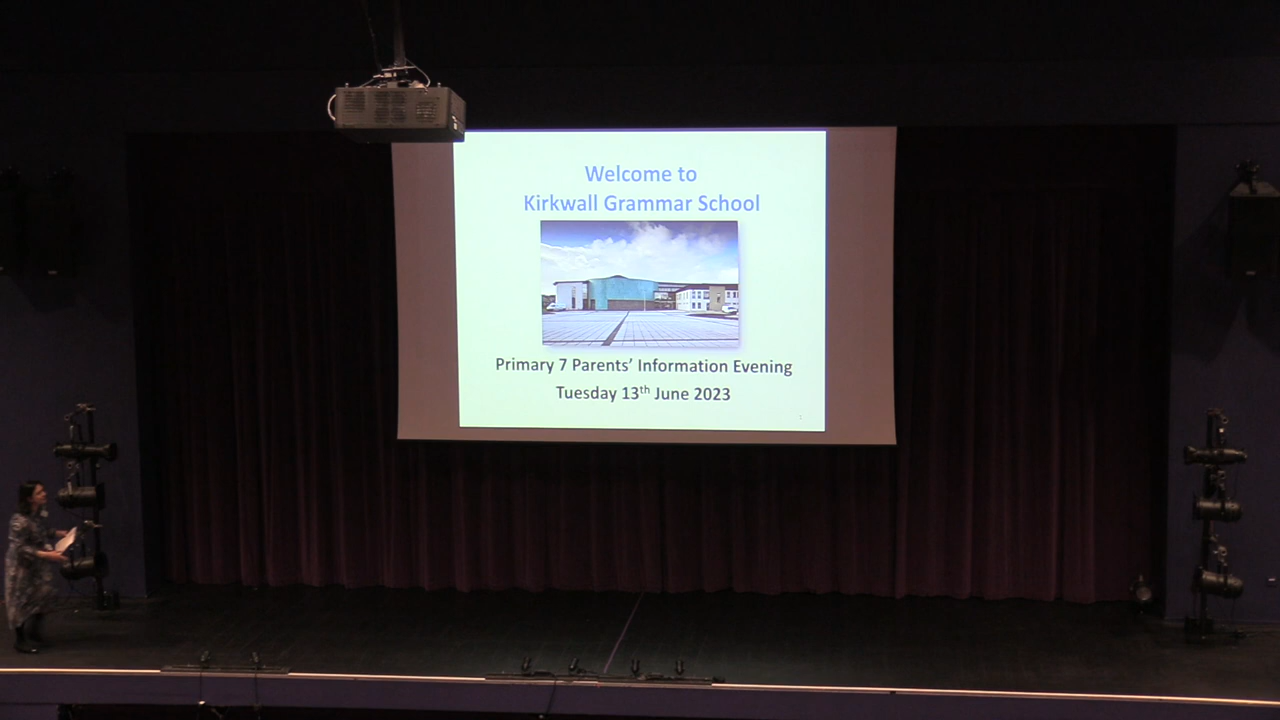 Welcome to
Kirkwall Grammar School
Primary 7 Parents' Information Evening
Tuesday 13th June 2023